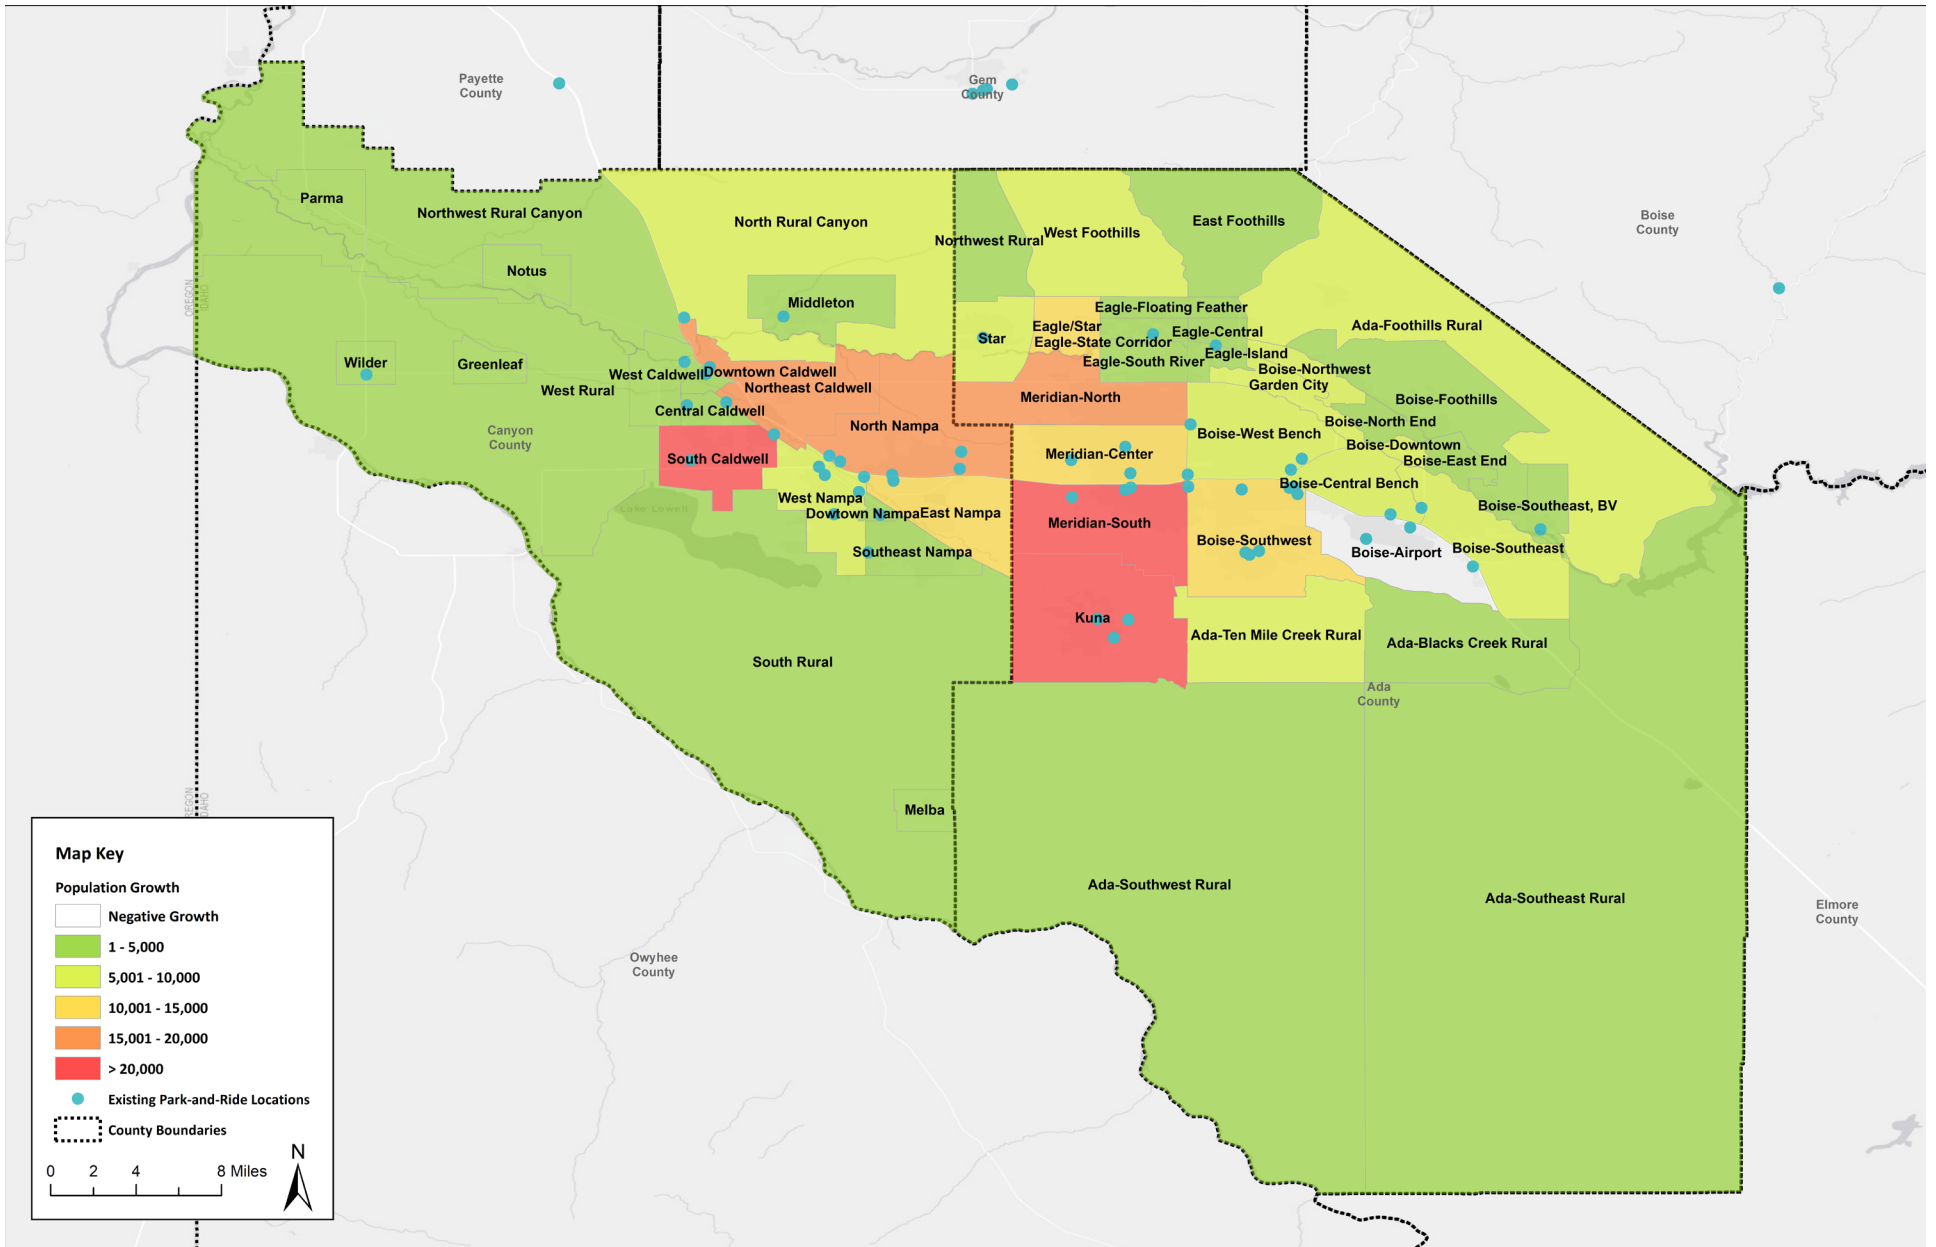 Payette
County
Gem
County
Boise
County
Parma
Northwest Rural Canyon
North Rural Canyon
Northwest Rural
West Foothills
East Foothills
Notus
Middleton
OREGON
IDAHO
Eagle-Floating Feather
Eagle/Star
Eagle-Central
Ada-Foothills Rural
Star
Eagle-State Corridor
Eagle-Island
Eagle-South River
Wilder
Greenleaf
West Caldwell
Downtown Caldwell
Boise-Northwest
West Rural
Northeast Caldwell
Garden City
Meridian-North
Boise-Foothills
Central Caldwell
North Nampa
Boise-North End
Canyon
County
Boise-West Bench
Boise-Downtown
South Caldwell
Meridian-Center
Boise-East End
Boise-Central Bench
West Nampa
Lake Lowell
Dowtown Nampa
East Nampa
Meridian-South
Boise-Southeast, BV
Southeast Nampa
Boise-Southwest
Boise-Airport
Boise-Southeast
Kuna
Ada-Ten Mile Creek Rural
Ada-Blacks Creek Rural
South Rural
Ada
County
Melba
OREGON
IDAHO
Ada-Southwest Rural
Ada-Southeast Rural
Elmore
County
Owyhee
County
Map Key
Population Growth
Negative Growth
1 - 5,000
5,001 - 10,000
10,001 - 15,000
15,001 - 20,000
> 20,000
Existing Park-and-Ride Locations
County Boundaries
N
0 2 4 8 Miles